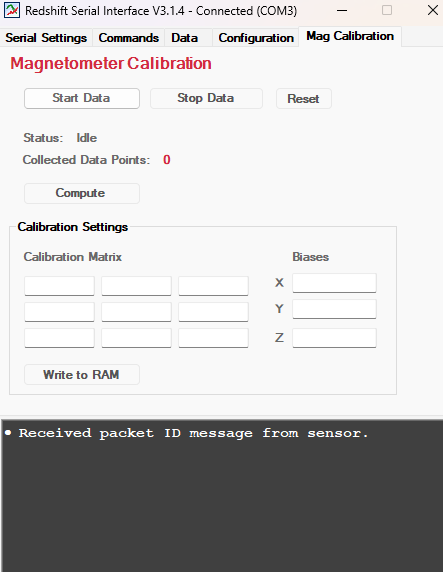 Redshift Serial Interface V3.1.4 - Connected (COM3)
Serial Settings Commands Data Configuration Mag Calibration
Magnetometer Calibration
Start Data Stop Data Reset
Status: Idle
Collected Data Points: 0
Compute
Calibration Settings
Calibration Matrix Biases
X
Y
Z
Write to RAM
• Received packet ID message from sensor.